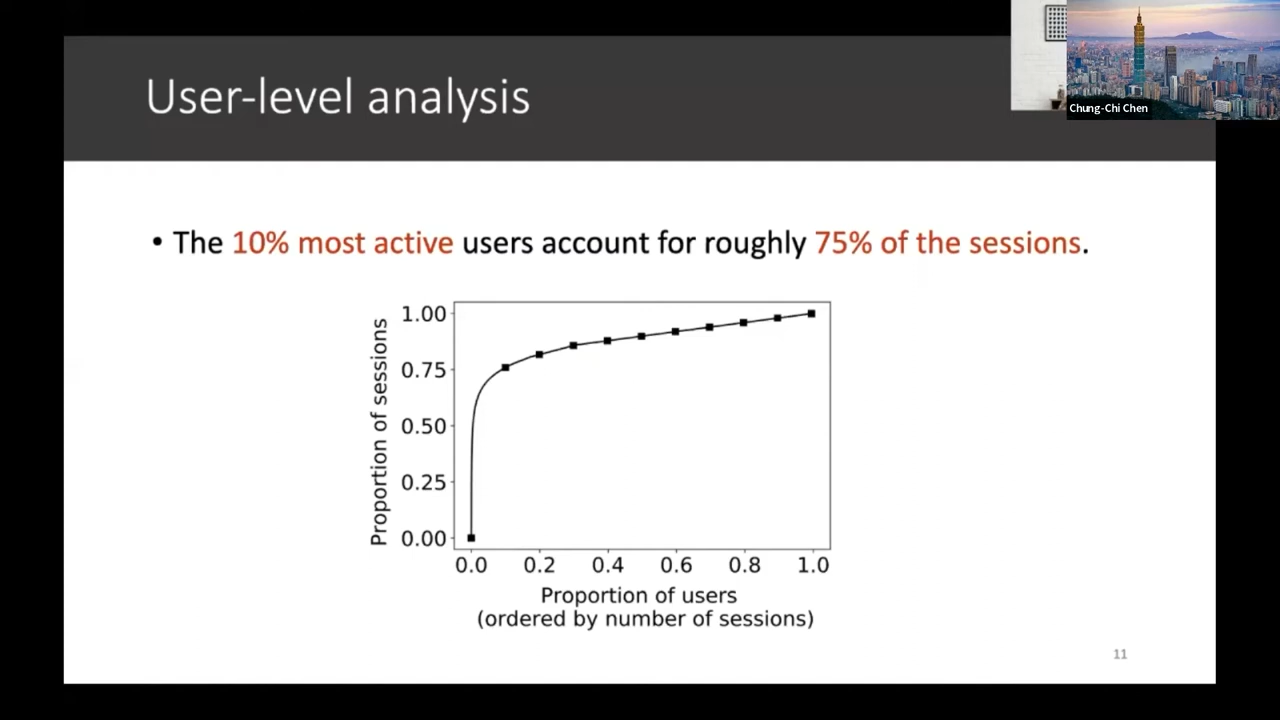 User-level analysis
Chung-Chi Chen
• The 10% most active users account for roughly 75% of the sessions.
Proportion of sessions
1.00
0.75
0.50
0.25
0.00
0.0 0.2 0.4 0.6 0.8 1.0
Proportion of users
(ordered by number of sessions)
11